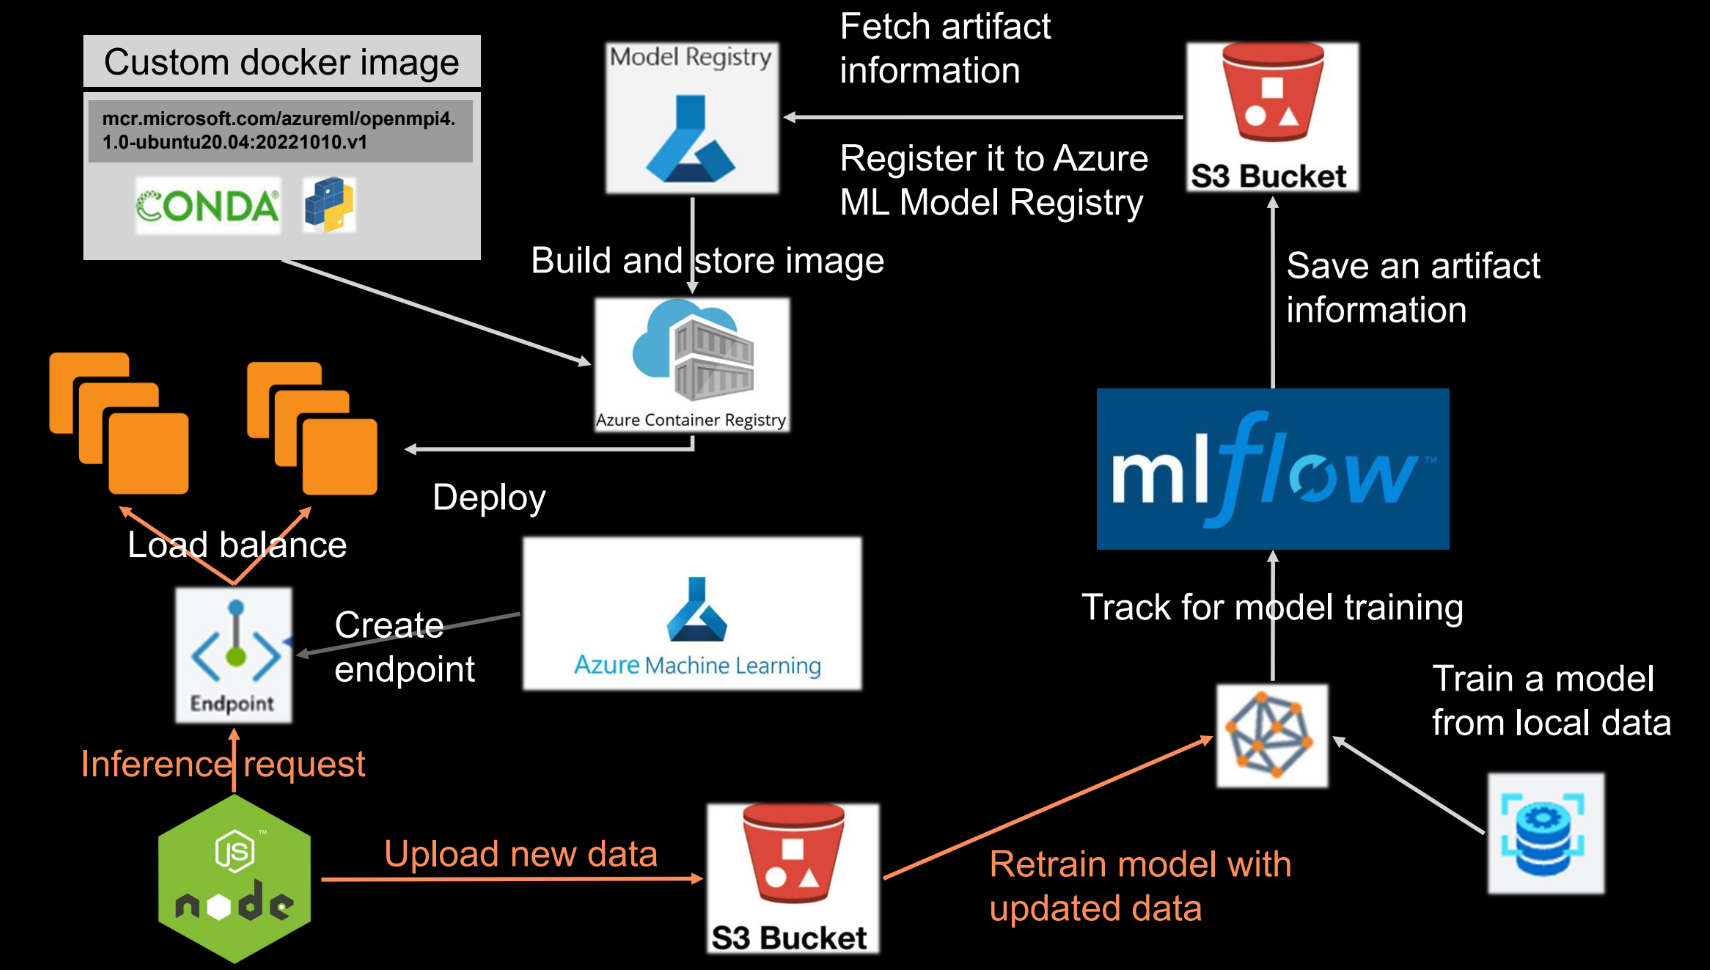 Custom docker image
mcr.microsoft.com/azureml/openmpi4.
1.0-ubuntu20.04:20221010.v1
CONDA®
Model Registry
Fetch artifact
information
Register it to Azure
ML Model Registry
S3 Bucket
Build and store image
Save an artifact
information
Azure Container Registry
Deploy
mlflow™
Load balance
Create
endpoint
Azure Machine Learning
Endpoint
Track for model training
Train a model
from local data
Inference request
JS™
node
Upload new data
S3 Bucket
Retrain model with
updated data